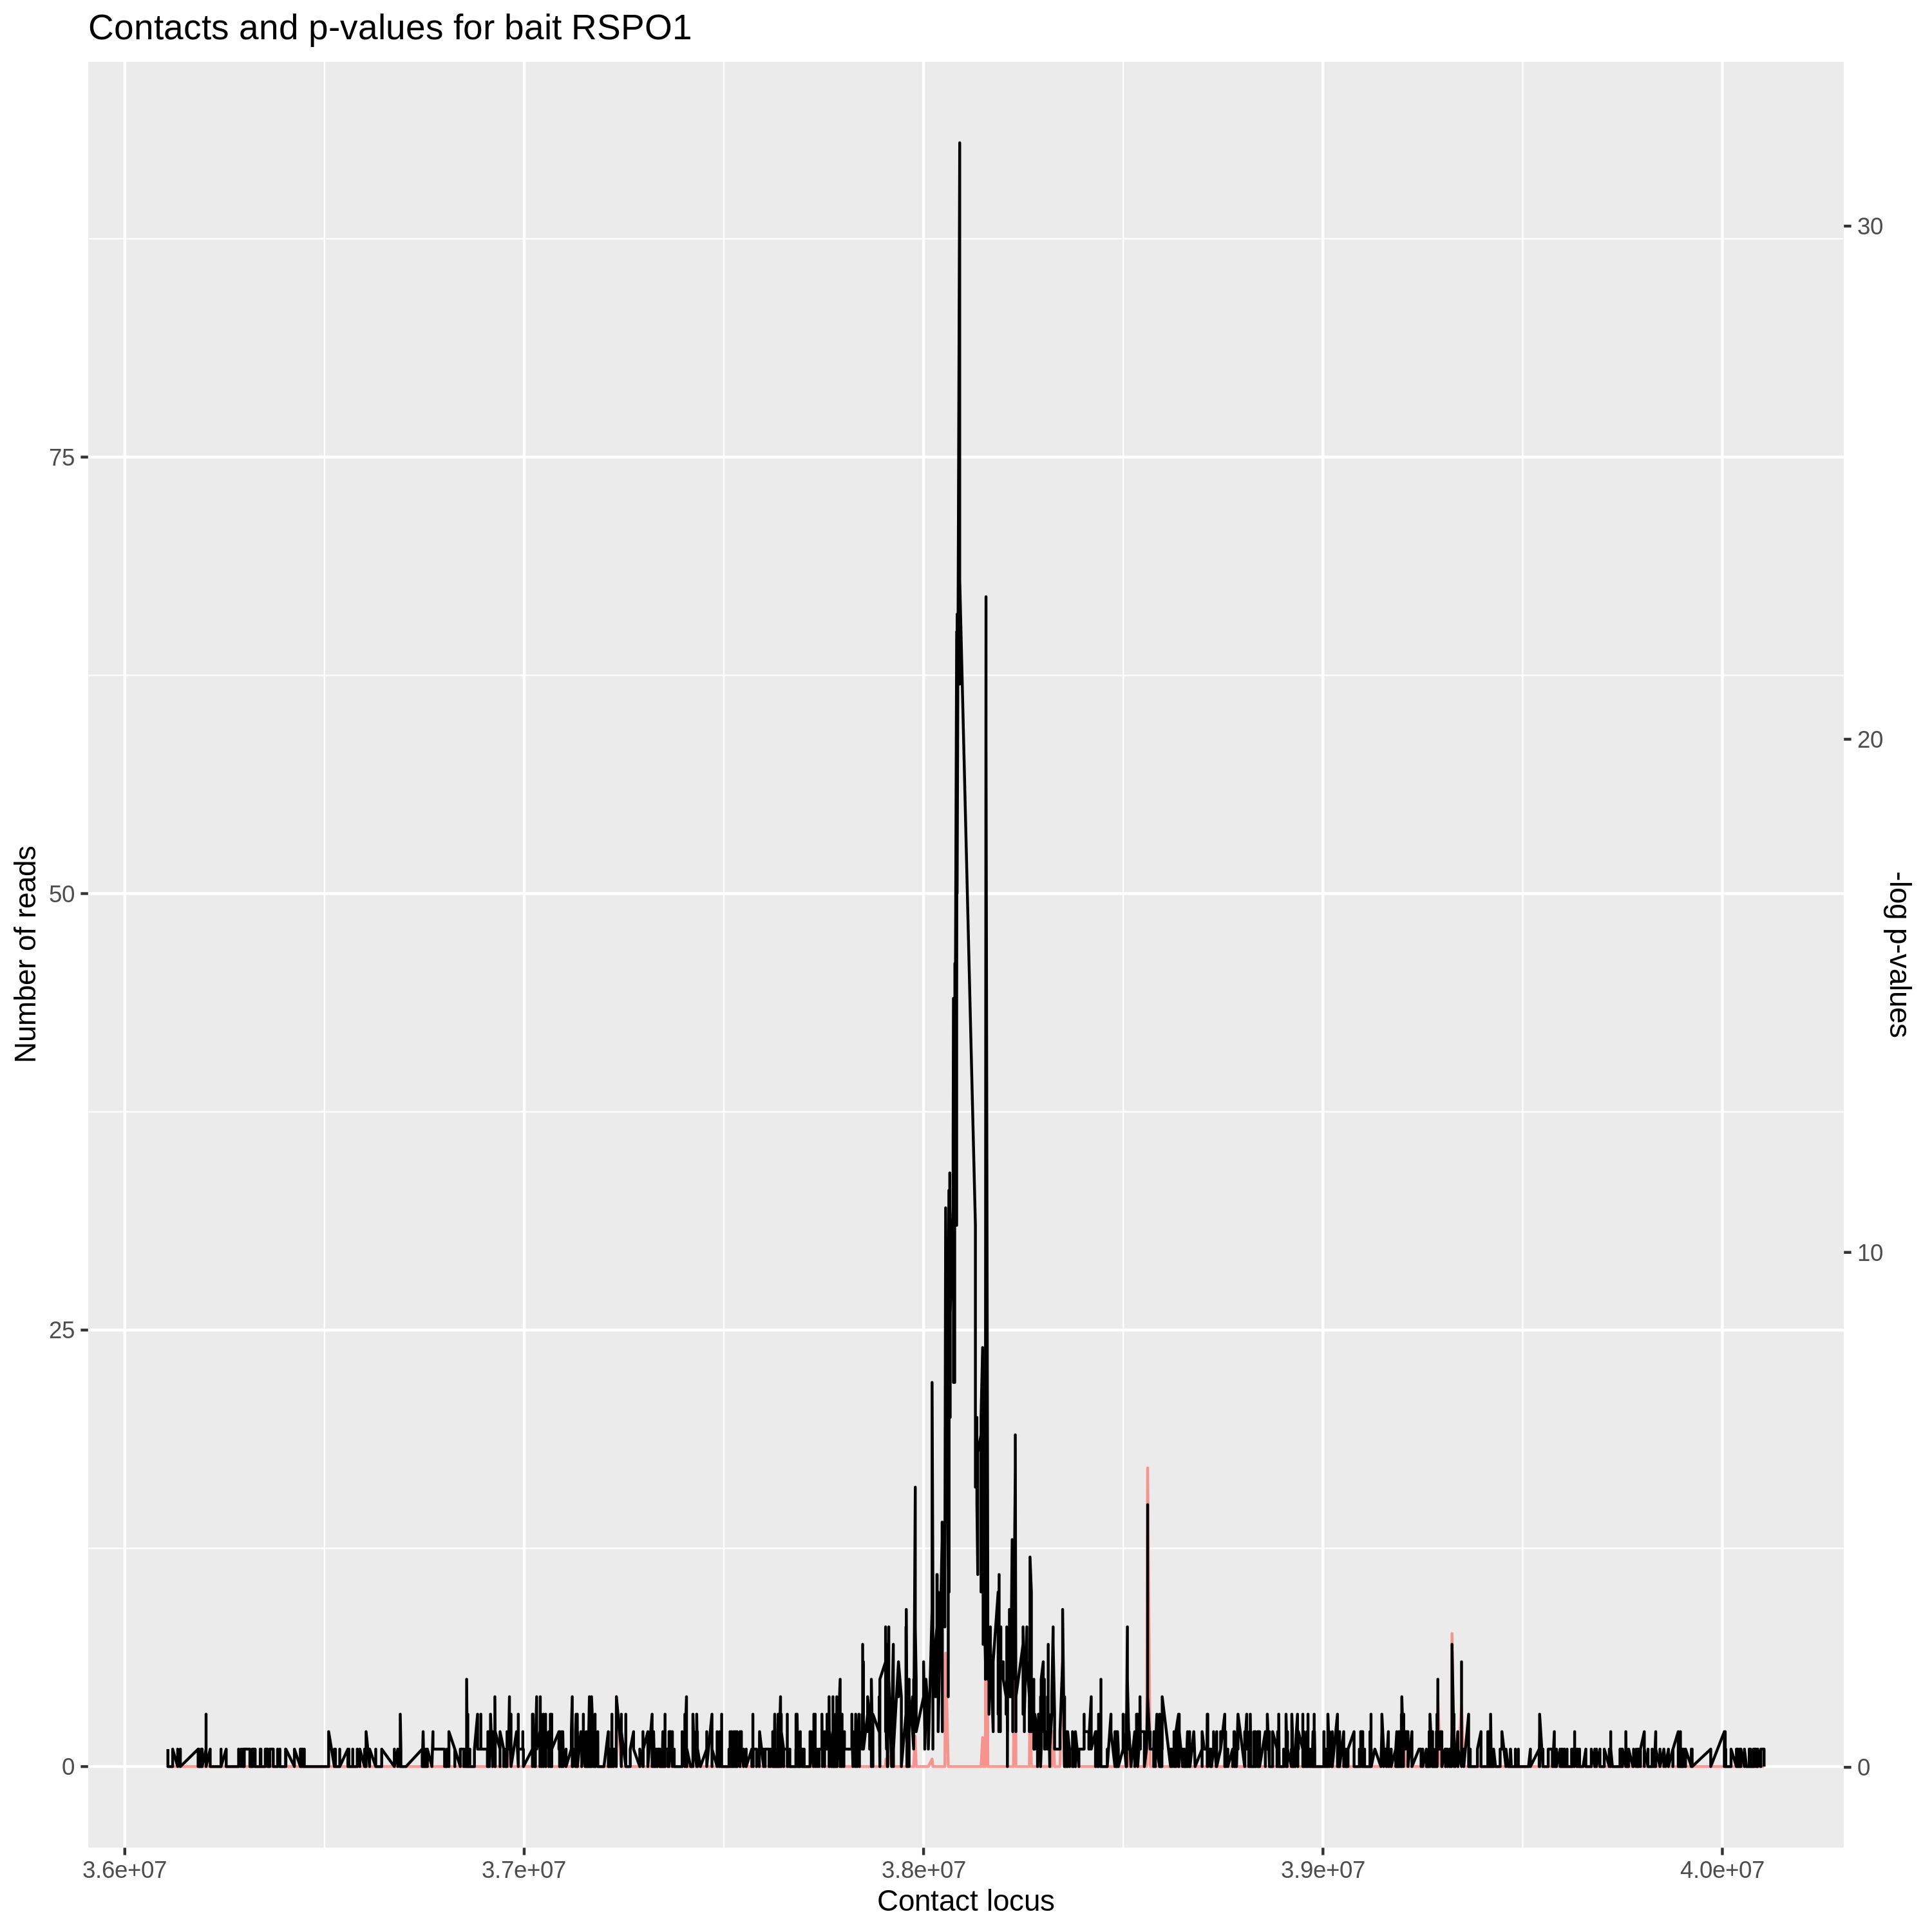 Contacts and p-values for bait RSPO1
30
75
20
50
10
25
0
0
Number of reads
-log p-values
3.6e+07
3.7e+07
3.8e+07
3.9e+07
4.0e+07
Contact locus